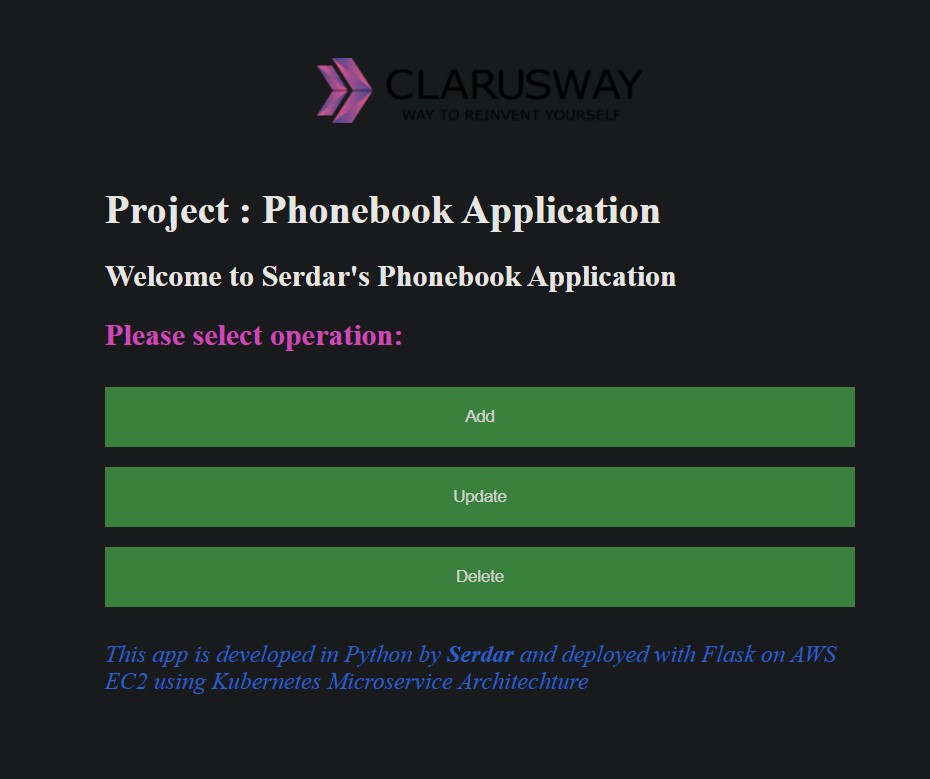 CLARUSWAY
WAY TO REINVENT YOURSELF
Project : Phonebook Application
Welcome to Serdar's Phonebook Application
Please select operation:
Add
Update
Delete
This app is developed in Python by Serdar and deployed with Flask on AWS
EC2 using Kubernetes Microservice Architechture